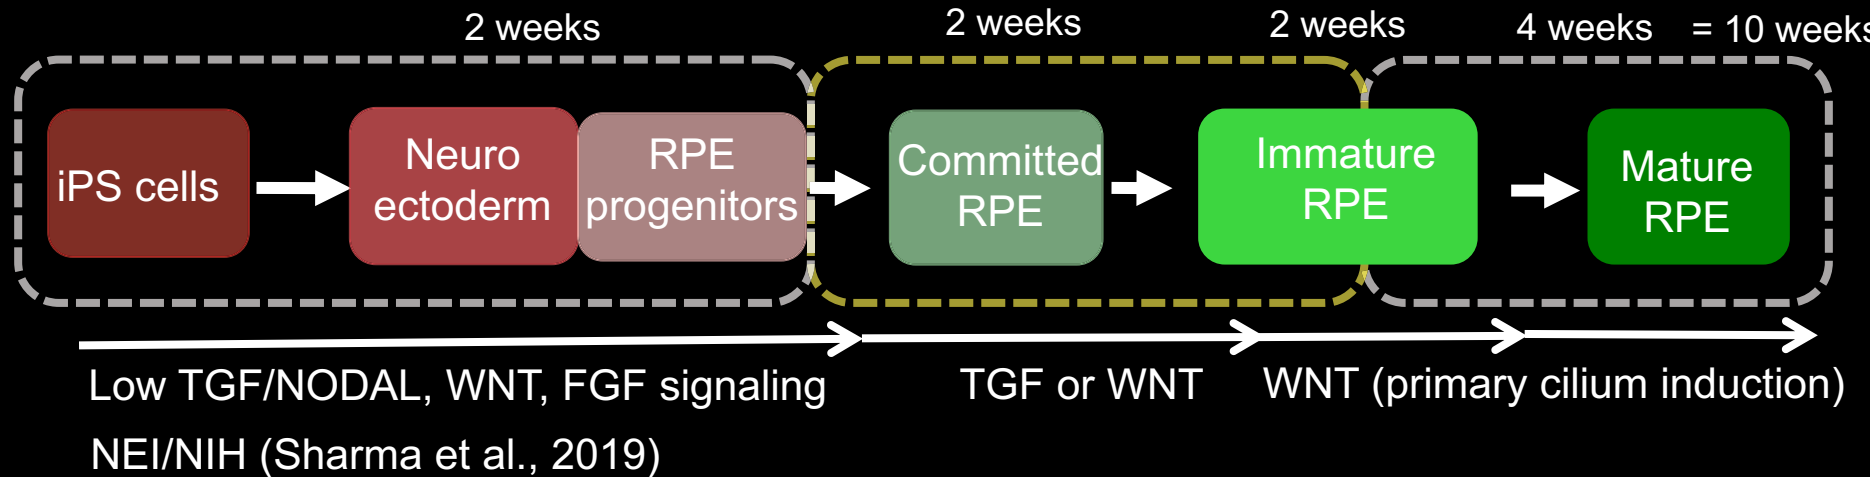 2 weeks
2 weeks
2 weeks
4 weeks
= 10 weeks
iPS cells
Neuro
ectoderm
RPE
progenitors
Committed
RPE
Immature
RPE
Mature
RPE
Low TGF/NODAL, WNT, FGF signaling
TGF or WNT
WNT (primary cilium induction)
NEI/NIH (Sharma et al., 2019)